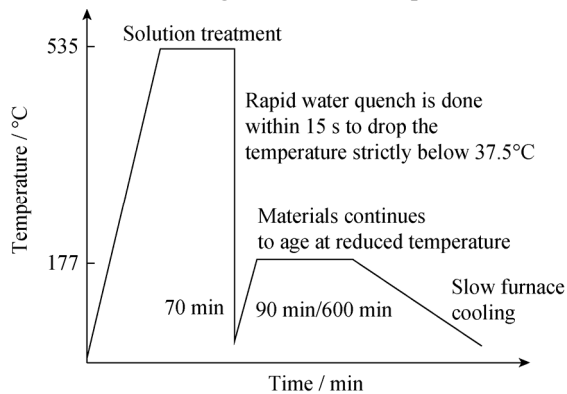 Solution treatment
535
Rapid water quench is done
within 15 s to drop the
temperature strictly below 37.5°C
Temperature / °C
Materials continues
to age at reduced temperature
177
Slow furnace
cooling
70 min
90 min/600 min
Time / min